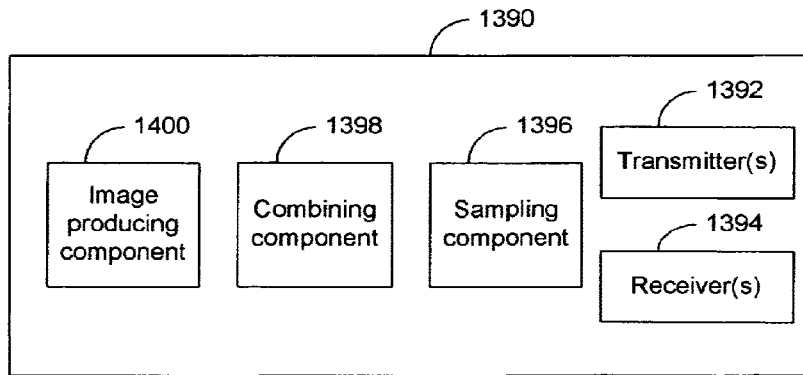 1390
1400
Image
producing
component
1398
Combining
component
1396
Sampling
component
1392
Transmitter(s)
1394
Receiver(s)